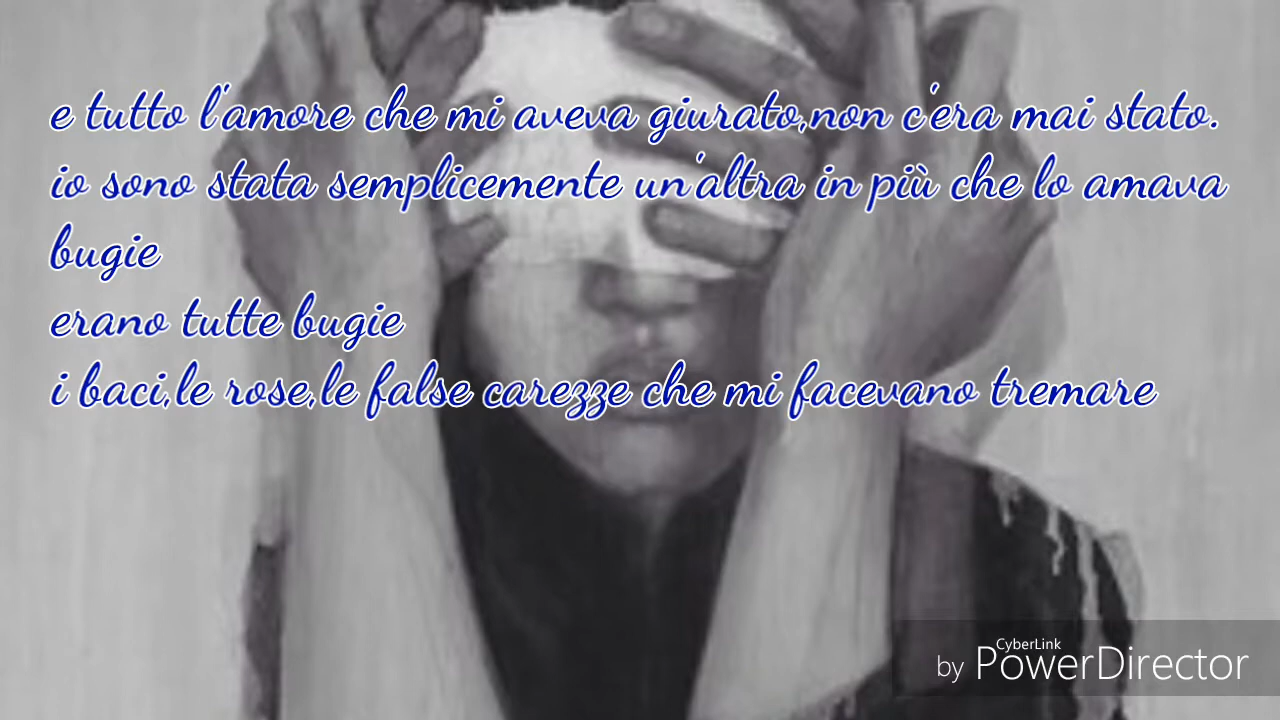 e tutto l'amore che mi aveva giurato,non c'era mai stato.
io sono stata semplicemente un'altra in più che lo amava
bugie
erano tutte bugie
i baci,le rose,le false carezze che mi facevano tremare
CyberLink
by PowerDirector